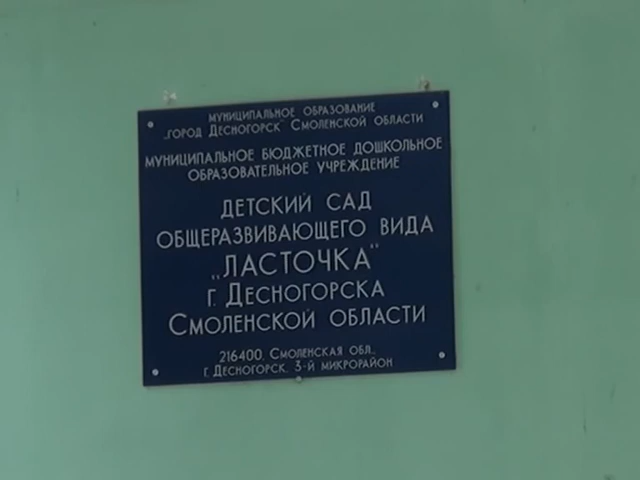 МУНИЦИПАЛЬНОЕ ОБРАЗОВАНИЕ
„ГОРОД ДЕСНОГОРСК" СМОЛЕНСКОЙ ОБЛАСТИ
МУНИЦИПАЛЬНОЕ БЮДЖЕТНОЕ ДОШКОЛЬНОЕ
ОБРАЗОВАТЕЛЬНОЕ УЧРЕЖДЕНИЕ
ДЕТСКИЙ САД
ОБЩЕРАЗВИВАЮЩЕГО ВИДА
„ЛАСТОЧКА"
Г. ДЕСНОГОРСКА
СМОЛЕНСКОЙ ОБЛАСТИ
216400, СМОЛЕНСКАЯ ОБЛ.,
Г. ДЕСНОГОРСК, 3-Й МИКРОРАЙОН